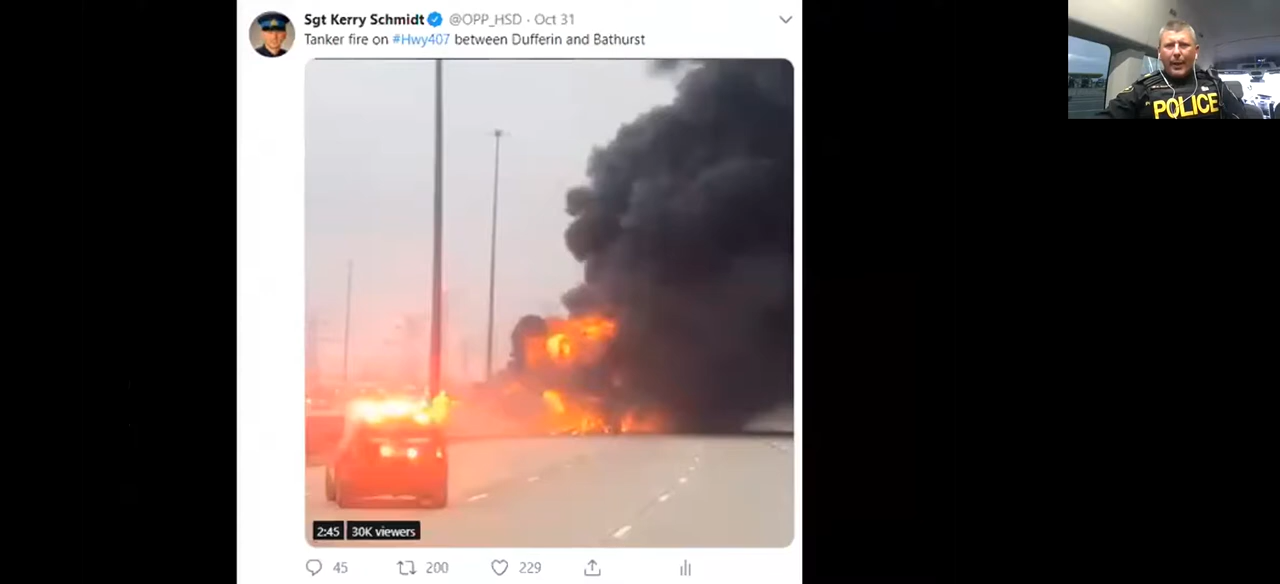 Sgt Kerry Schmidt @OPP_HSD · Oct 31
Tanker fire on #Hwy407 between Dufferin and Bathurst
POLICE
2:45 30K viewers
45 200 229